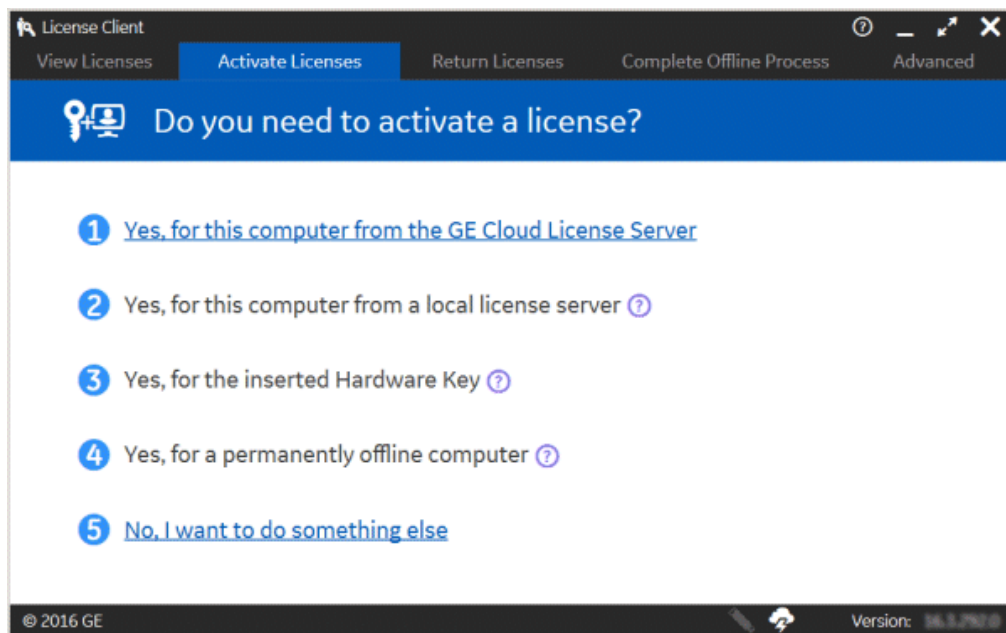 License Client
View Licenses Activate Licenses Return Licenses Complete Offline Process Advanced
Do you need to activate a license?
1 Yes, for this computer from the GE Cloud License Server
2 Yes, for this computer from a local license server ?
3 Yes, for the inserted Hardware Key ?
4 Yes, for a permanently offline computer ?
5 No, I want to do something else
© 2016 GE Version: